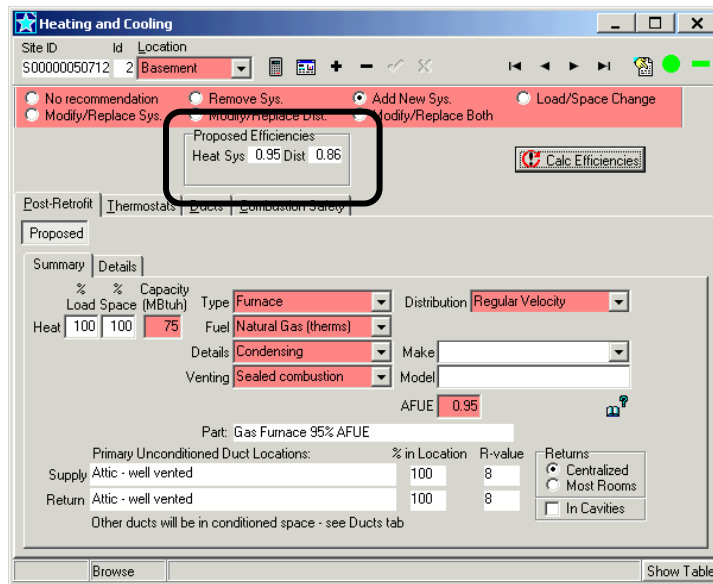 Heating and Cooling
Site ID Id Location
S00000050712 2 Basement
No recommendation Remove Sys. Add New Sys. Load/Space Change
Modify/Replace Sys. Modify/Replace Dist. Modify/Replace Both
Proposed Efficiencies
Heat Sys 0.95 Dist 0.86
Calc Efficiencies
Post-Retrofit Thermostats Ducts Combustion Safety
Proposed
Summary Details
% % Capacity
Load Space (MBtuh) Type Furnace Distribution Regular Velocity
Heat 100 100 75 Fuel Natural Gas (therms)
Details Condensing Make
Venting Sealed combustion Model
AFUE 0.95
Part: Gas Furnace 95% AFUE
Primary Unconditioned Duct Locations: % in Location R-value Returns
Supply Attic - well vented 100 8 Centralized
Most Rooms
Return Attic - well vented 100 8 In Cavities
Other ducts will be in conditioned space - see Ducts tab
Browse Show Table